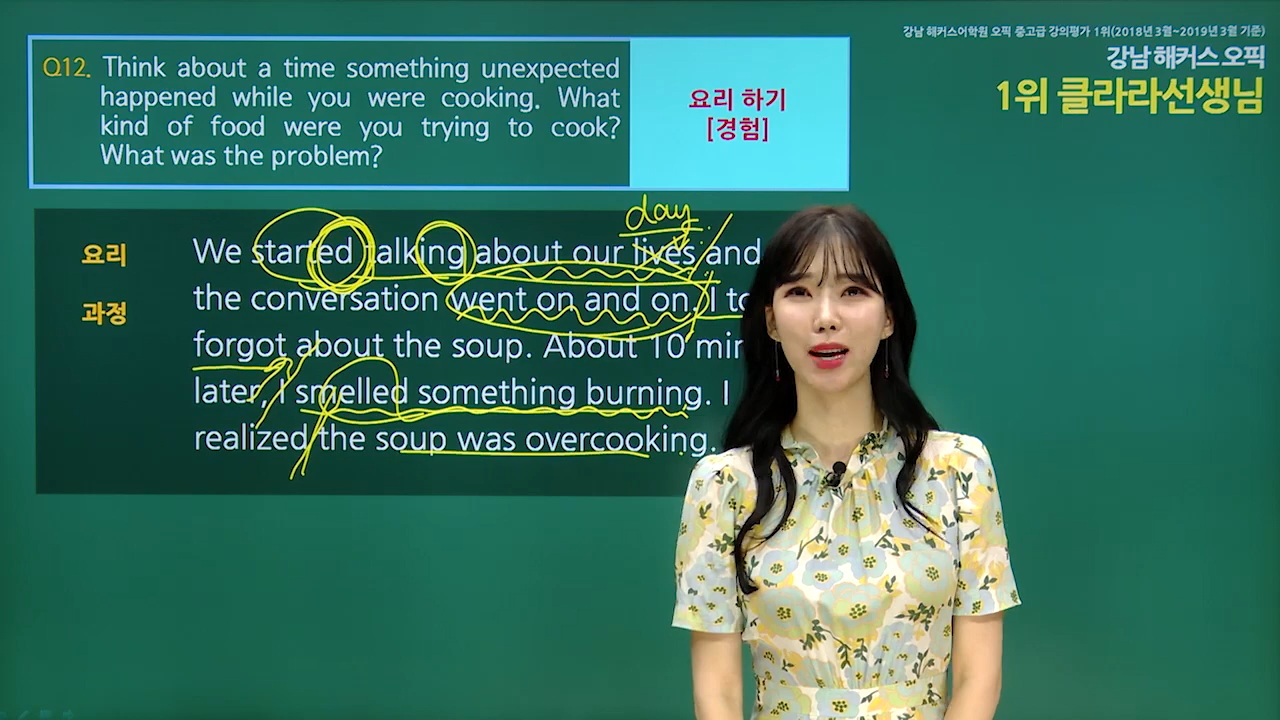 강남 해커스어학원 오픽 중고급 강의평가 1위(2018년 3월~2019년 3월 기준)
강남 해커스 오픽
1위 클라라선생님
Q12. Think about a time something unexpected
happened while you were cooking. What
kind of food were you trying to cook?
What was the problem?
요리 하기
[경험]
day
요리
과정
We started talking about our lives and
the conversation went on and on. I
forgot about the soup. About 10
later, I smelled something burning. I
realized the soup was overcooking.